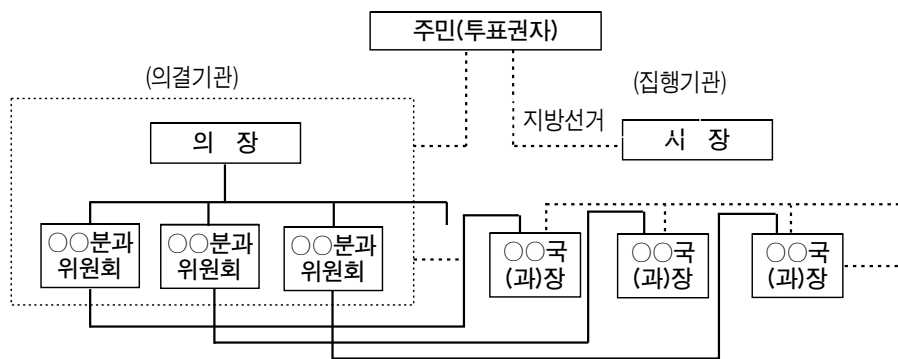 주민(투표권자)
(의결기관)
(집행기관)
지방선거
의 장
시 장
○○분과
위원회
○○분과
위원회
○○분과
위원회
○○국
(과)장
○○국
(과)장
○○국
(과)장